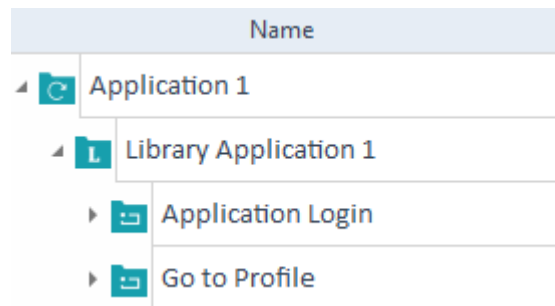 Name
Application 1
L
Library Application 1
Application Login
Go to Profile